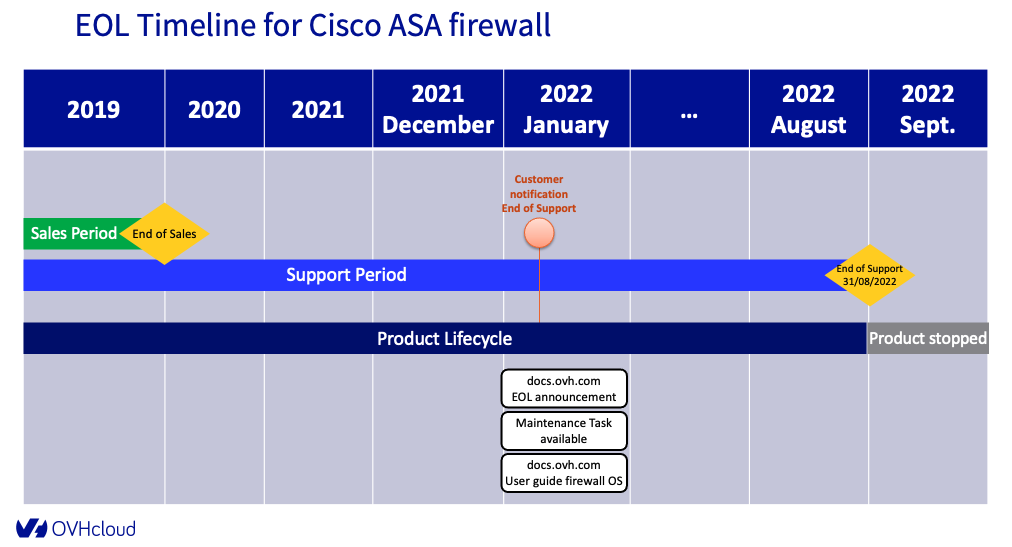 EOL Timeline for Cisco ASA firewall
2019
2020
2021
2021
December
2022
January
...
2022
August
2022
Sept.
Customer
notification
End of Support
Sales Period
End of Sales
Support Period
End of Support
31/08/2022
Product Lifecycle
Product stopped
docs.ovh.com
EOL announcement
Maintenance Task
available
docs.ovh.com
User guide firewall OS
OVHcloud